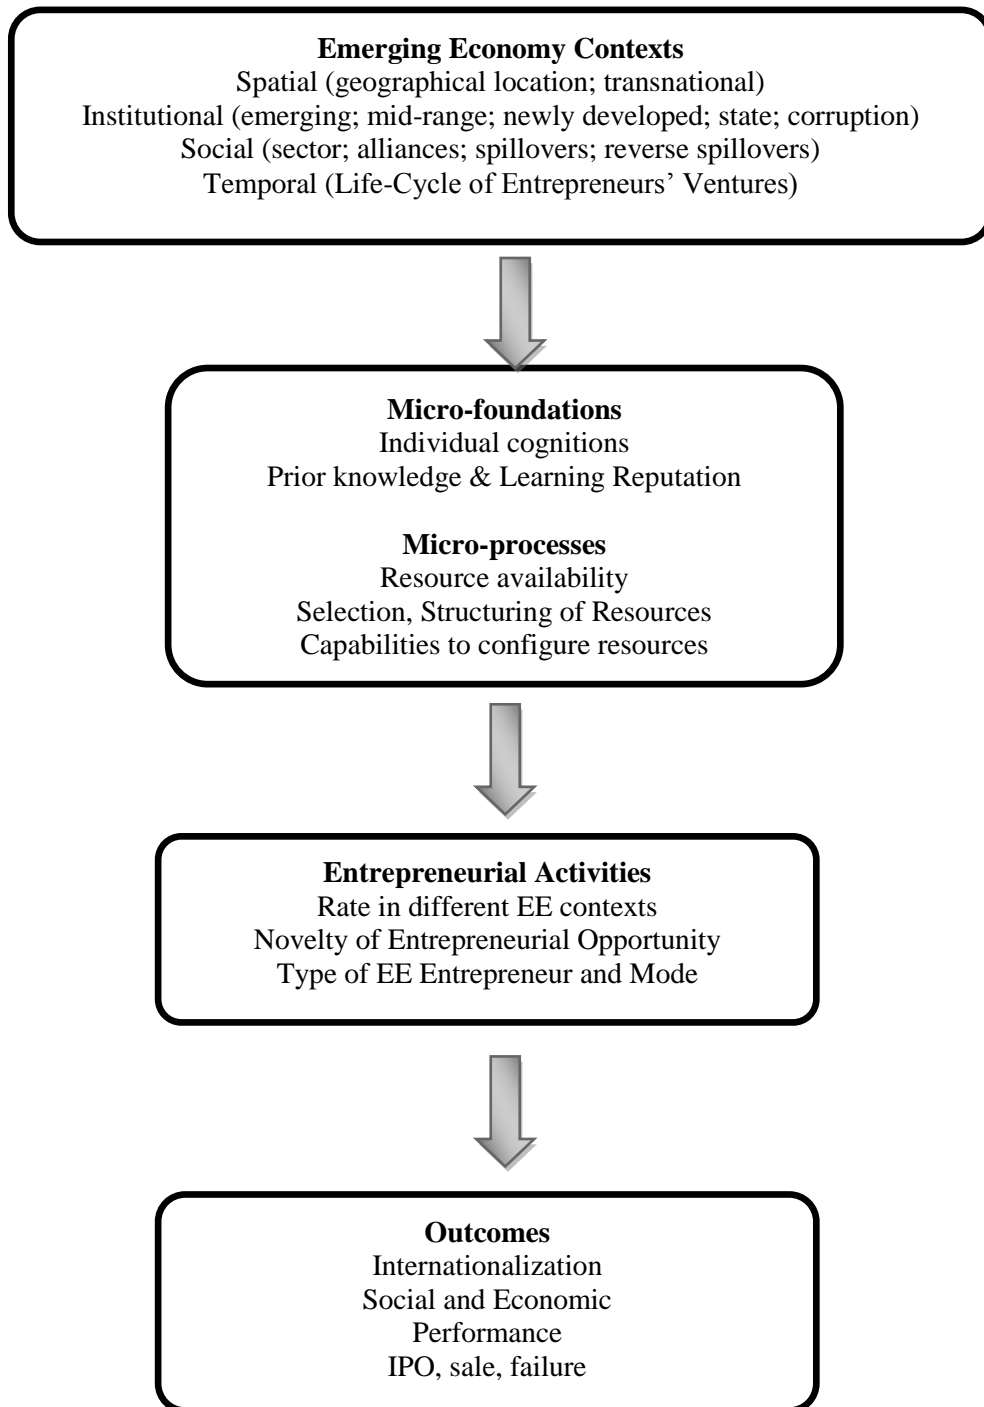 Emerging Economy Contexts
Spatial (geographical location; transnational)
Institutional (emerging; mid-range; newly developed; state; corruption)
Social (sector; alliances; spillovers; reverse spillovers)
Temporal (Life-Cycle of Entrepreneurs’ Ventures)
Micro-foundations
Individual cognitions
Prior knowledge & Learning Reputation
Micro-processes
Resource availability
Selection, Structuring of Resources
Capabilities to configure resources
Entrepreneurial Activities
Rate in different EE contexts
Novelty of Entrepreneurial Opportunity
Type of EE Entrepreneur and Mode
Outcomes
Internationalization
Social and Economic
Performance
IPO, sale, failure